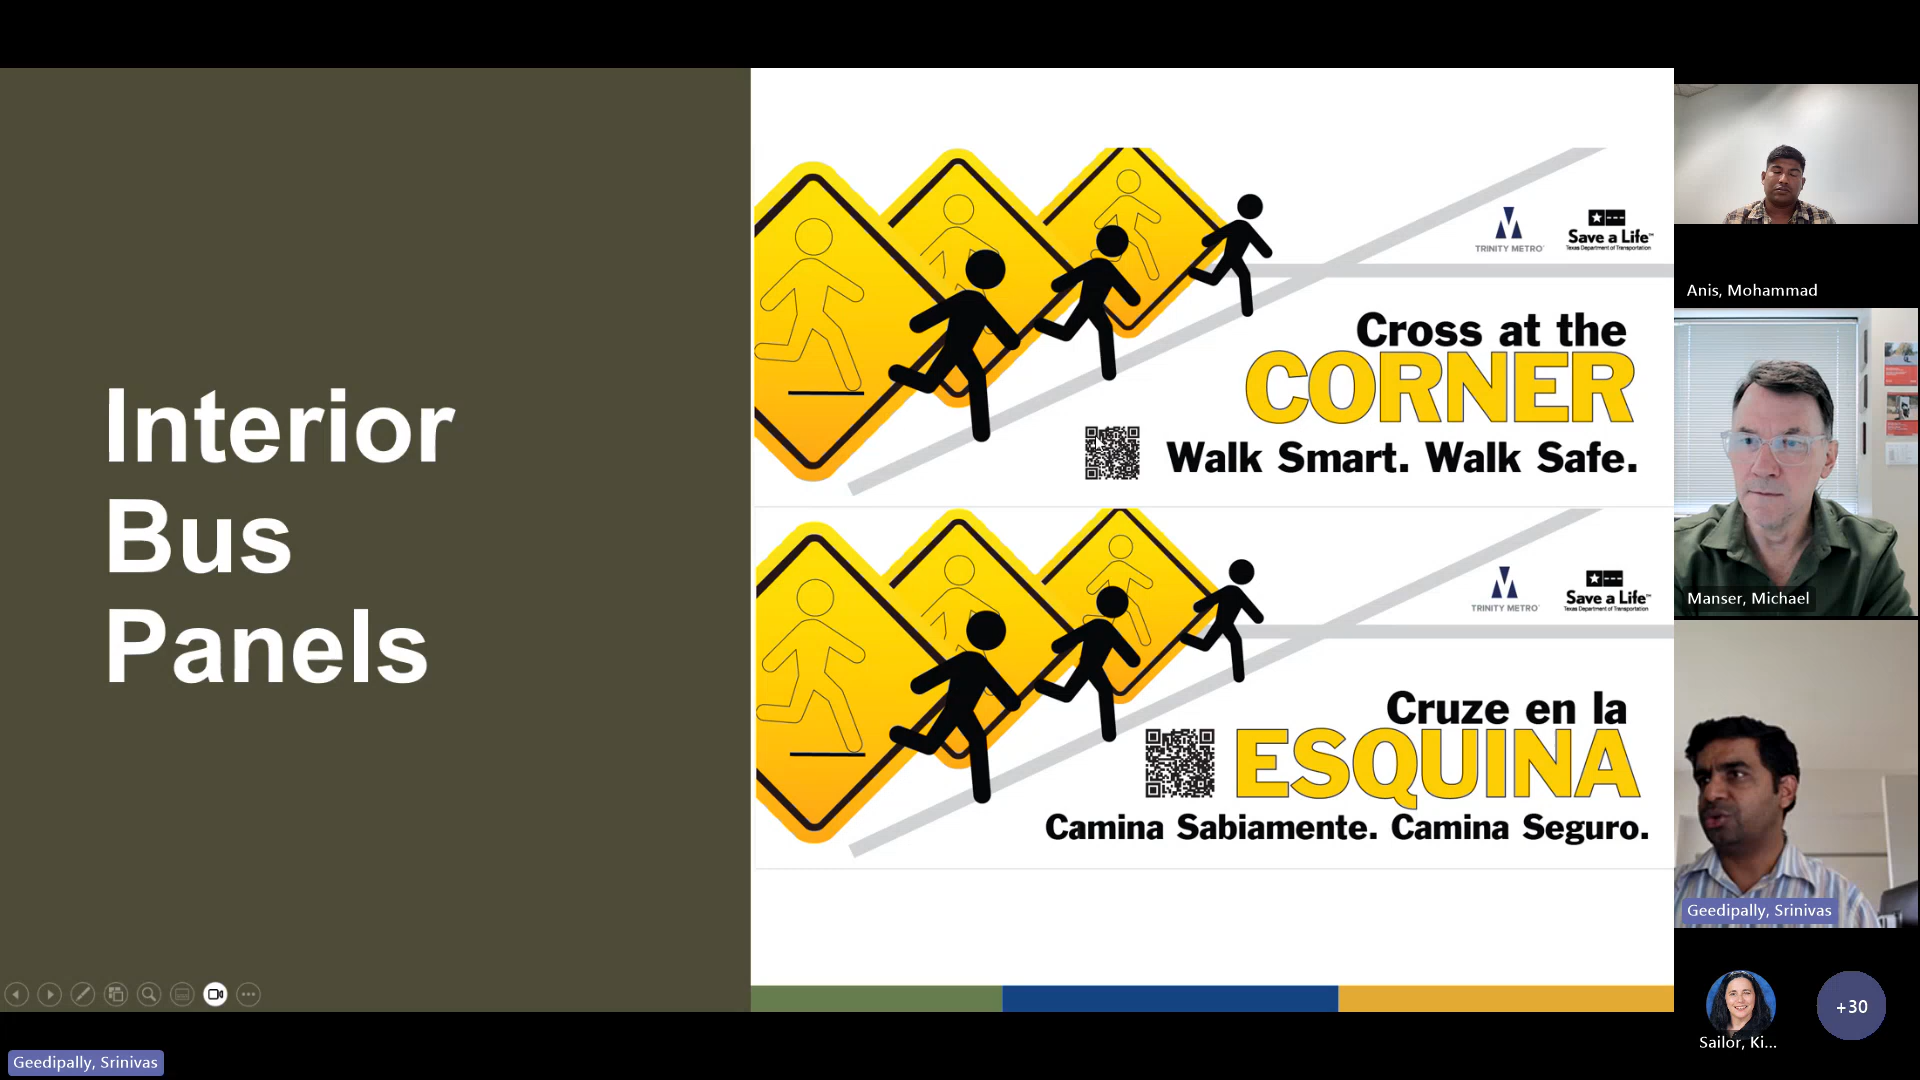 Interior
Bus
Panels
TRINITY METRO
Save a Life™
Texas Department of Transportation
Cross at the
CORNER
Walk Smart. Walk Safe.
TRINITY METRO
Save a Life™
Texas Department of Transportation
Cruze en la
ESQUINA
Camina Sabiamente. Camina Seguro.
Anis, Mohammad
Manser, Michael
Geedipally, Srinivas
Sailor, Ki...
+30
Geedipally, Srinivas